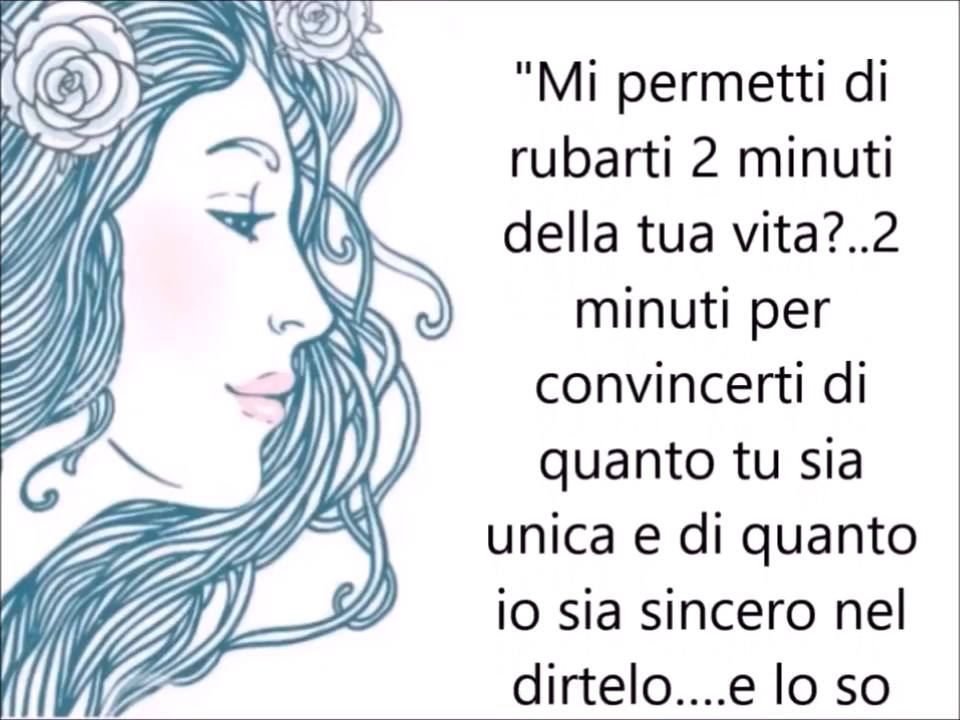 "Mi permetti di
rubarti 2 minuti
della tua vita?..2
minuti per
convincerti di
quanto tu sia
unica e di quanto
io sia sincero nel
dirtelo....e lo so